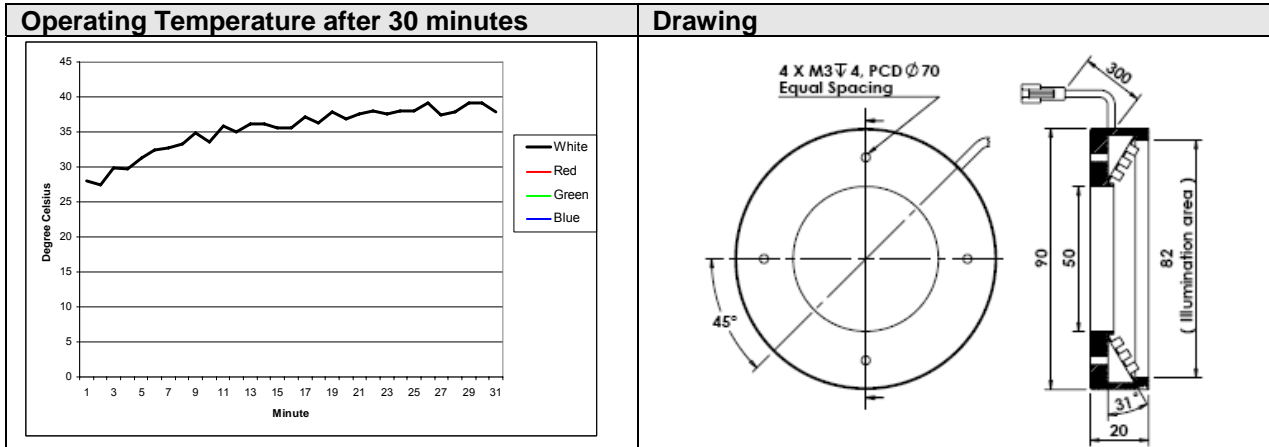 Operating Temperature after 30 minutes
Drawing
45
40
35
30
25
20
15
10
5
0
Degree Celsius
1 3 5 7 9 11 13 15 17 19 21 23 25 27 29 31
Minute
White
Red
Green
Blue
4 X M3↧4, PCD ∅70
Equal Spacing
45°
300
90
50
82
( Illumination area )
31°
20